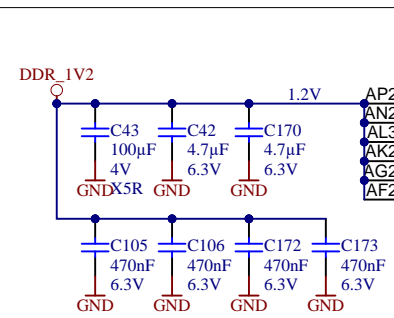 DDR_1V2
1.2V
AP2
AN2
AL3
AK2
AG2
AF2
C43
100µF
4V
X5R
GND
C42
4.7µF
6.3V
GND
C170
4.7µF
6.3V
GND
C105
470nF
6.3V
GND
C106
470nF
6.3V
GND
C172
470nF
6.3V
GND
C173
470nF
6.3V
GND